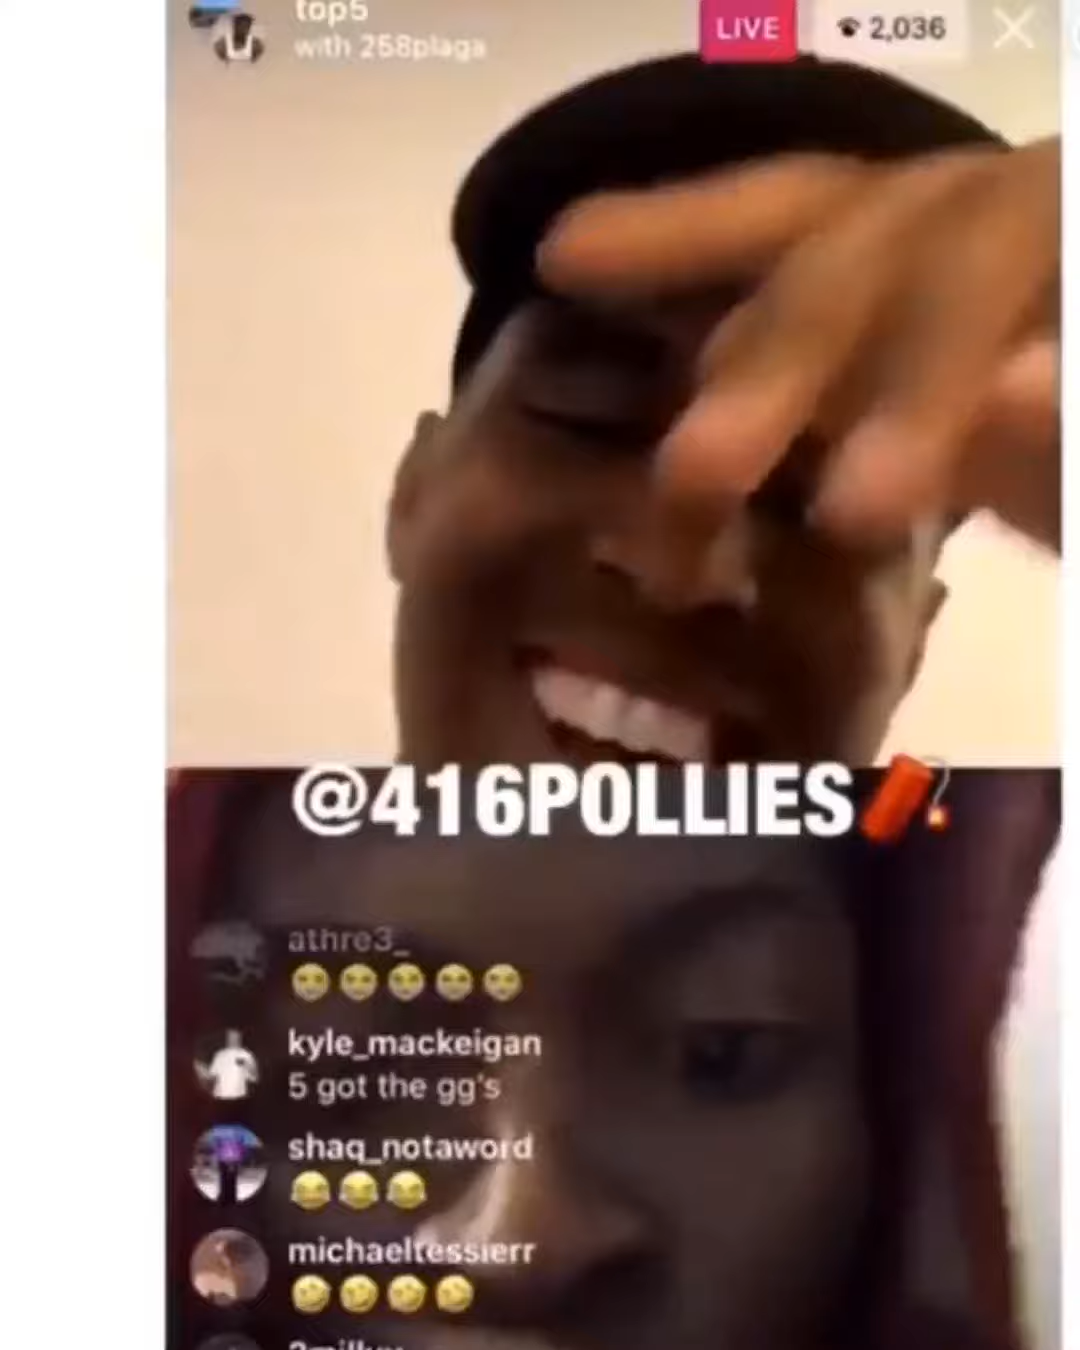 top5
with 258plaga
LIVE
2,036
@416POLLIES
athre3_
kyle_mackeigan
5 got the gg's
shaq_notaword
michaeltessierr